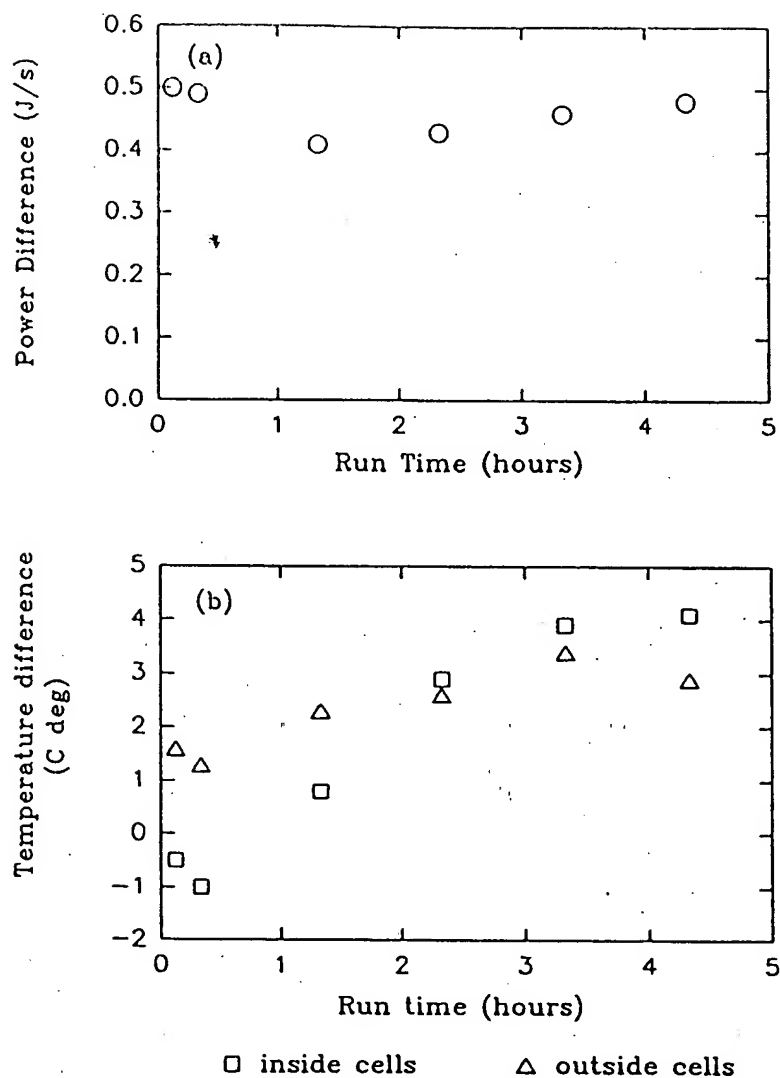 0.6
(a)
0.5
0.4
0.3
0.2
0.1
0.0
Power Difference (J/s)
0 1 2 3 4 5
Run Time (hours)
5
(b)
4
3
2
1
0
−1
−2
Temperature difference
(C deg)
0 1 2 3 4 5
Run time (hours)
inside cells outside cells